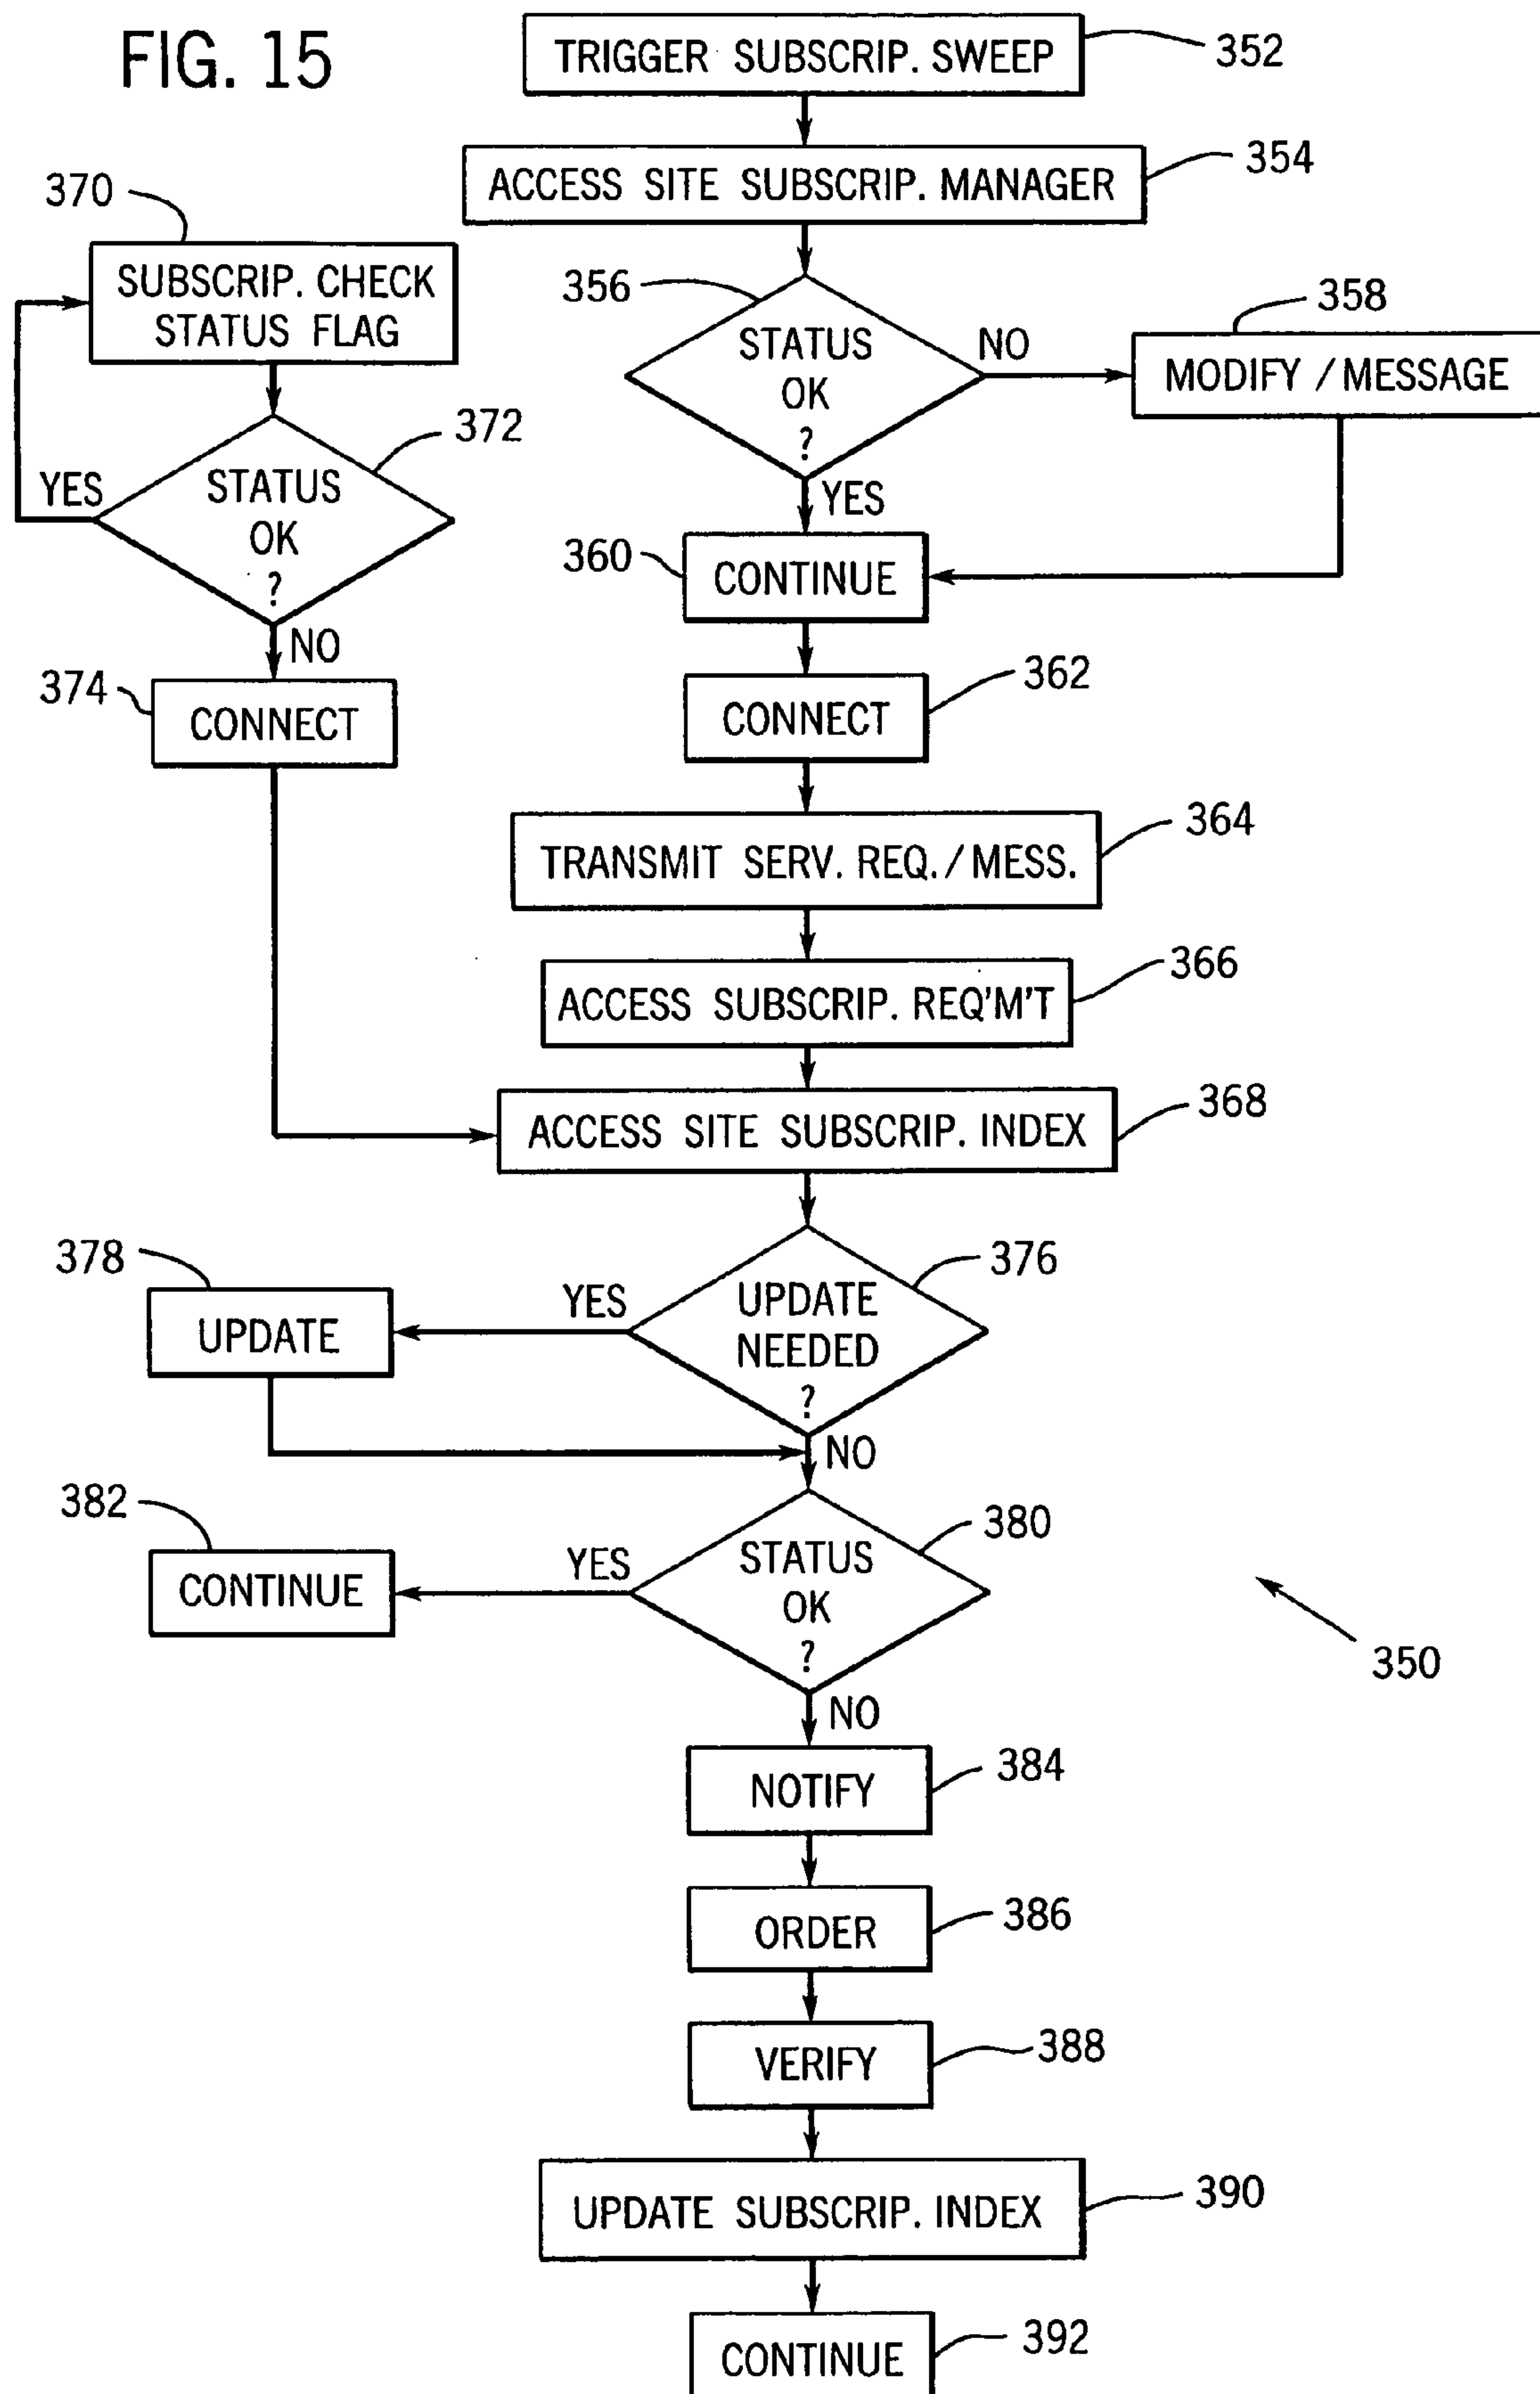 FIG. 15
TRIGGER SUBSCRIP. SWEEP
352
ACCESS SITE SUBSCRIP. MANAGER
354
370
SUBSCRIP. CHECK
STATUS FLAG
356
STATUS
OK
?
NO
358
MODIFY / MESSAGE
372
STATUS
OK
?
YES
YES
360
CONTINUE
NO
374
CONNECT
362
CONNECT
364
TRANSMIT SERV. REQ. / MESS.
366
ACCESS SUBSCRIP. REQ'M'T
368
ACCESS SITE SUBSCRIP. INDEX
376
UPDATE
NEEDED
?
YES
378
UPDATE
NO
380
STATUS
OK
?
YES
382
CONTINUE
350
NO
NOTIFY
384
ORDER
386
VERIFY
388
UPDATE SUBSCRIP. INDEX
390
CONTINUE
392